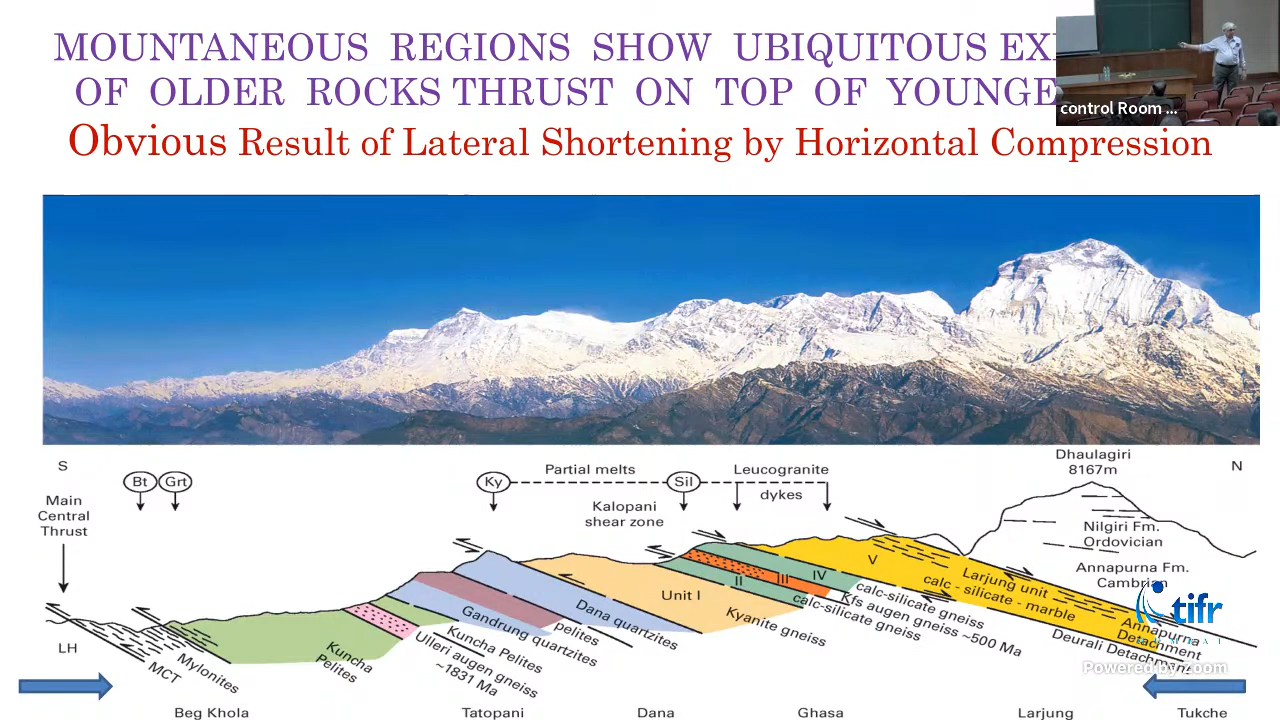 MOUNTANEOUS REGIONS SHOW UBIQUITOUS
OF OLDER ROCKS THRUST ON TOP OF
Obvious Result of Lateral Shortening by Horizontal Compression
control Room ...
S
Bt
Grt
Ky
Partial melts
Sil
Leucogranite
dykes
Dhaulagiri
8167m
N
Main
Central
Thrust
Kalopani
shear zone
Nilgiri Fm.
Ordovician
Annapurna Fm.
Cambrian
LH
MCT
Mylonites
Kuncha
Pelites
Ulleri augen gneiss
~1831 Ma
Kuncha Pelites
Gandrung quartzites
pelites
Dana quartzites
Unit I
Kyanite gneiss
II
III
IV
V
calc-silicate gneiss
Kfs augen gneiss ~500 Ma
calc-silicate gneiss
Larjung unit
calc - silicate - marble
Annapurna
Detachment
Deurali Detachment
tifr
Powered by zoom
Beg Khola
Tatopani
Dana
Ghasa
Larjung
Tukche